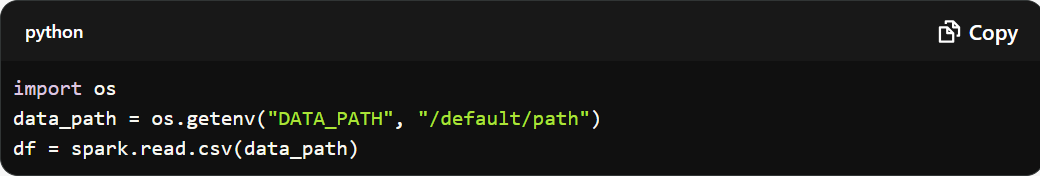 python
Copy
import os
data_path = os.getenv("DATA_PATH", "/default/path")
df = spark.read.csv(data_path)